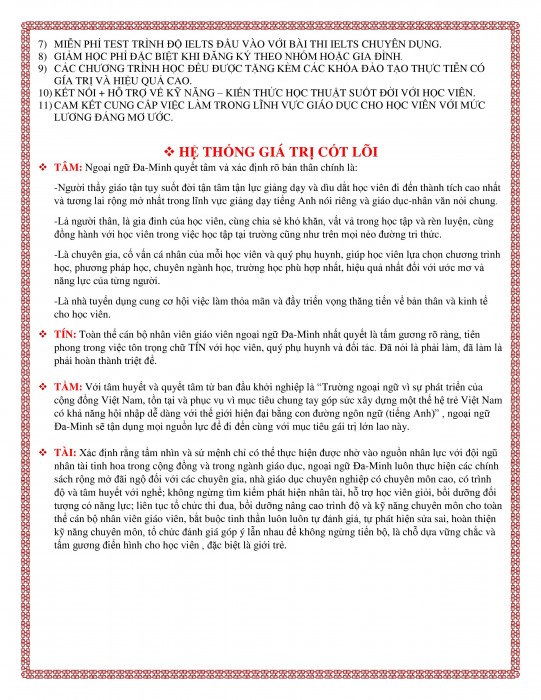 7) MIỄN PHÍ TEST TRÌNH ĐỘ IELTS ĐẦU VÀO VỚI BÀI THI IELTS CHUYÊN DỤNG.
8) GIẢM HỌC PHÍ ĐẶC BIỆT KHI ĐĂNG KÝ THEO NHÓM HOẶC GIA ĐÌNH.
9) CÁC CHƯƠNG TRÌNH HỌC ĐỀU ĐƯỢC TẶNG KÈM CÁC KHÓA ĐÀO TẠO THỰC TIỄN CÓ
GÍA TRỊ VÀ HIỆU QUẢ CAO.
10) KẾT NỐI + HỖ TRỢ VỀ KỸ NĂNG – KIẾN THỨC HỌC THUẬT SUỐT ĐỜI VỚI HỌC VIÊN.
11) CAM KẾT CUNG CẤP VIỆC LÀM TRONG LĨNH VỰC GIÁO DỤC CHO HỌC VIÊN VỚI MỨC
LƯƠNG ĐÁNG MƠ ƯỚC.
❖ HỆ THỐNG GIÁ TRỊ CỐT LÕI
❖ TÂM: Ngoại ngữ Đa-Minh quyết tâm và xác định rõ bản thân chính là:
-Người thầy giáo tận tụy suốt đời tận tâm tận lực giảng dạy và dìu dắt học viên đi đến thành tích cao nhất
và tương lai rộng mở nhất trong lĩnh vực giảng dạy tiếng Anh nói riêng và giáo dục-nhân văn nói chung.
-Là người thân, là gia đình của học viên, cùng chia sẻ khó khăn, vất vả trong học tập và rèn luyện, cùng
đồng hành với học viên trong việc học tập tại trường cũng như trên mọi nẻo đường tri thức.
-Là chuyên gia, cố vấn cá nhân của mỗi học viên và quý phụ huynh, giúp học viên lựa chọn chương trình
học, phương pháp học, chuyên ngành học, trường học phù hợp nhất, hiệu quả nhất đối với ước mơ và
năng lực của từng người.
-Là nhà tuyển dụng cung cơ hội việc làm thỏa mãn và đầy triển vọng thăng tiến về bản thân và kinh tế
cho học viên.
❖ TÍN: Toàn thể cán bộ nhân viên giáo viên ngoại ngữ Đa-Minh nhất quyết là tấm gương rõ ràng, tiên
phong trong việc tôn trọng chữ TÍN với học viên, quý phụ huynh và đối tác. Đã nói là phải làm, đã làm là
phải hoàn thành triệt để.
❖ TẦM: Với tâm huyết và quyết tâm từ ban đầu khởi nghiệp là “Trường ngoại ngữ vì sự phát triển của
cộng đồng Việt Nam, tồn tại và phục vụ vì mục tiêu chung tay góp sức xây dựng một thế hệ trẻ Việt Nam
có khả năng hội nhập dễ dàng với thế giới hiện đại bằng con đường ngôn ngữ (tiếng Anh)” , ngoại ngữ
Đa-Minh sẽ tận dụng mọi nguồn lực để đi đến cùng với mục tiêu gái trị lớn lao này.
❖ TÀI: Xác định rằng tầm nhìn và sứ mệnh chỉ có thể thực hiện được nhờ vào nguồn nhân lực với đội ngũ
nhân tài tinh hoa trong cộng đồng và trong ngành giáo dục, ngoại ngữ Đa-Minh luôn thực hiện các chính
sách rộng mở đãi ngộ đối với các chuyên gia, nhà giáo dục chuyên nghiệp có chuyên môn cao, có trình
độ và tâm huyết với nghề; không ngừng tìm kiếm phát hiện nhân tài, hỗ trợ học viên giỏi, bồi dưỡng đối
tượng có năng lực; liên tục tổ chức thi đua, bồi dưỡng nâng cao trình độ và kỹ năng chuyên môn cho toàn
thể cán bộ nhân viên giáo viên, bắt buộc tinh thần luôn luôn tự đánh giá, tự phát hiện sửa sai, hoàn thiện
kỹ năng chuyên môn, tổ chức đánh giá góp ý lẫn nhau để không ngừng tiến bộ, là chỗ dựa vững chắc và
tấm gương điển hình cho học viên , đặc biệt là giới trẻ.